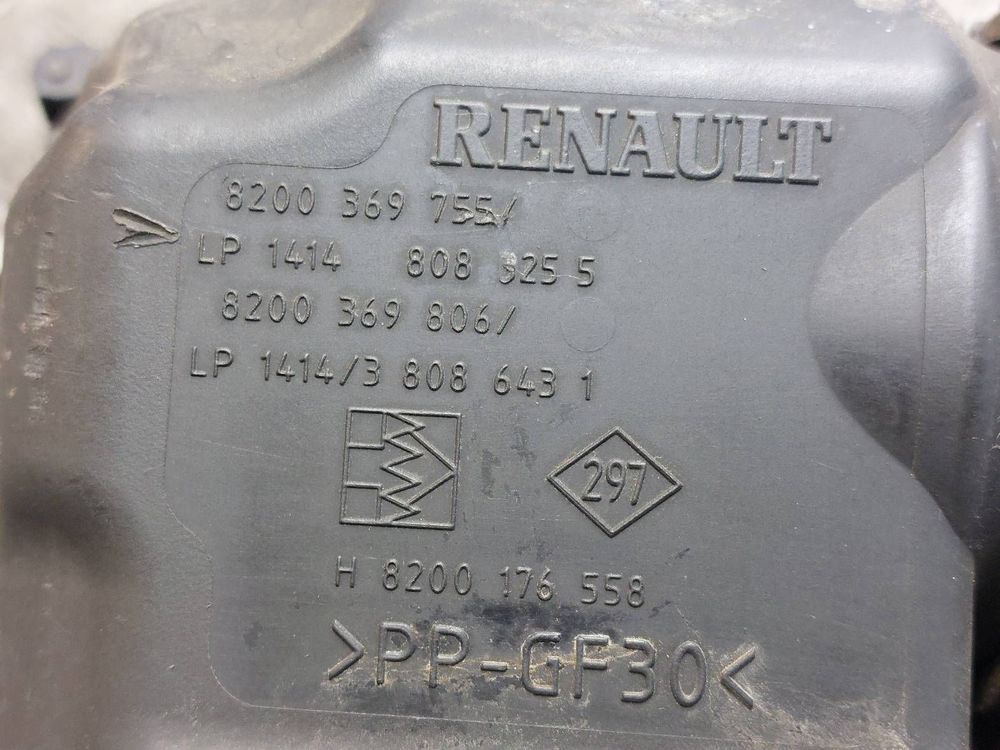 RENAULT
8200 369 755/
LP 1414 808 325 5
8200 369 806/
LP 1414/3 808 643 1
297
H 8200 176 558
>PP-GF30<